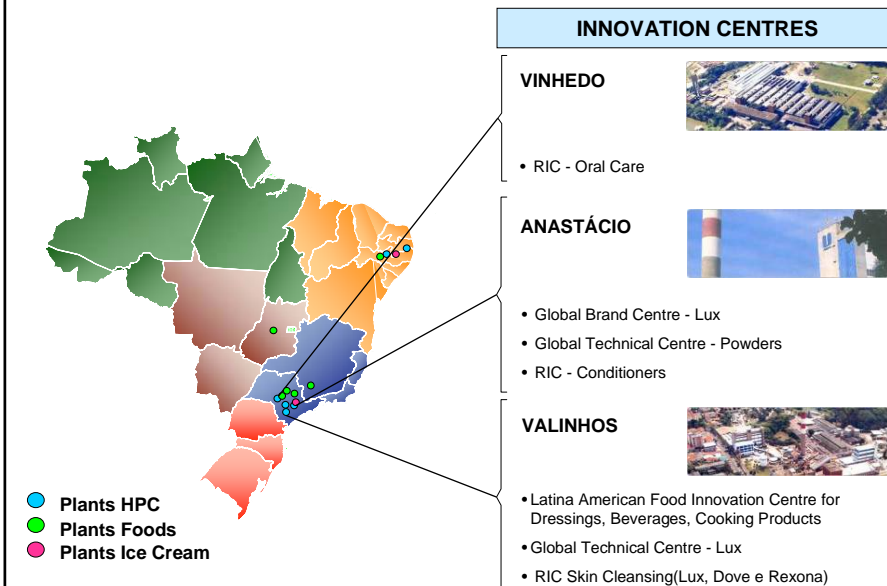 INNOVATION CENTRES
VINHEDO
• RIC - Oral Care
ANASTÁCIO
• Global Brand Centre - Lux
• Global Technical Centre - Powders
• RIC - Conditioners
VALINHOS
• Latina American Food Innovation Centre for
Dressings, Beverages, Cooking Products
• Global Technical Centre - Lux
• RIC Skin Cleansing(Lux, Dove e Rexona)
Plants HPC
Plants Foods
Plants Ice Cream